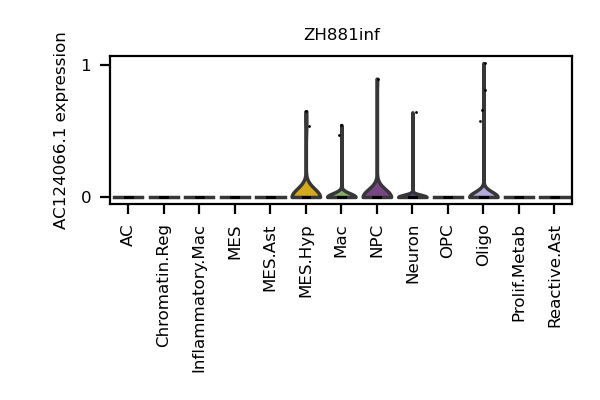 ZH881inf
AC124066.1 expression
1
0
AC
Chromatin.Reg
Inflammatory.Mac
MES
MES.Ast
MES.Hyp
Mac
NPC
Neuron
OPC
Oligo
Prolif.Metab
Reactive.Ast